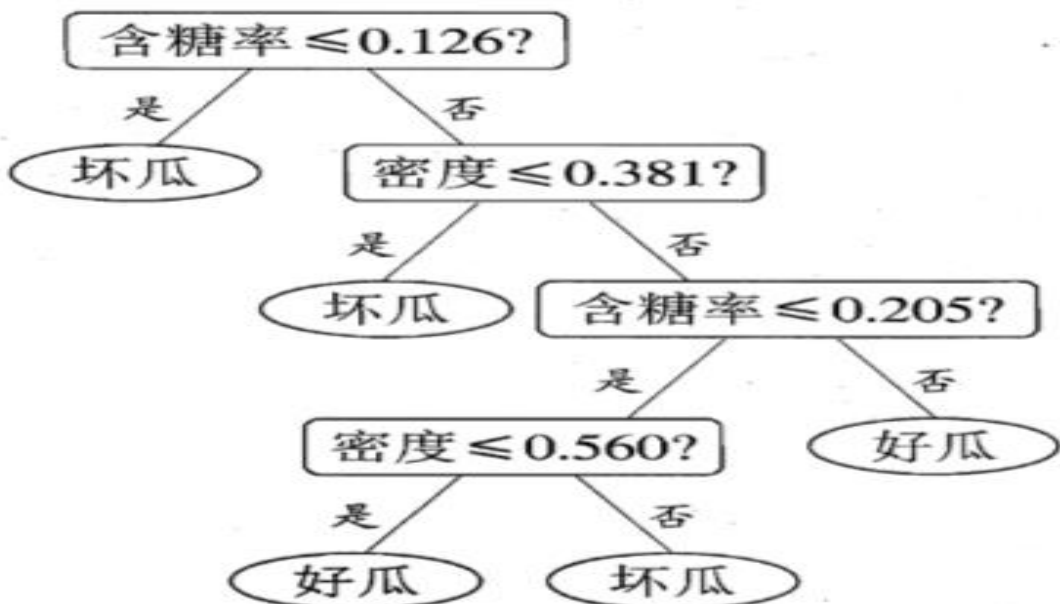 含糖率≤0.126?
是 否
坏瓜 密度≤0.381?
是 否
坏瓜 含糖率≤0.205?
是 否
密度≤0.560? 好瓜
是 否
好瓜 坏瓜